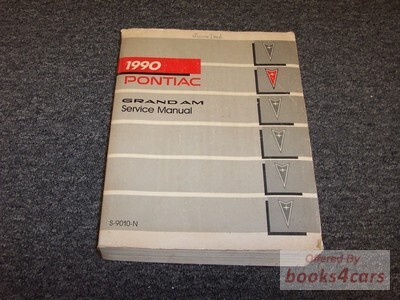 1990
PONTIAC
GRAND AM
Service Manual
S-9010-N
Offered By
books4cars